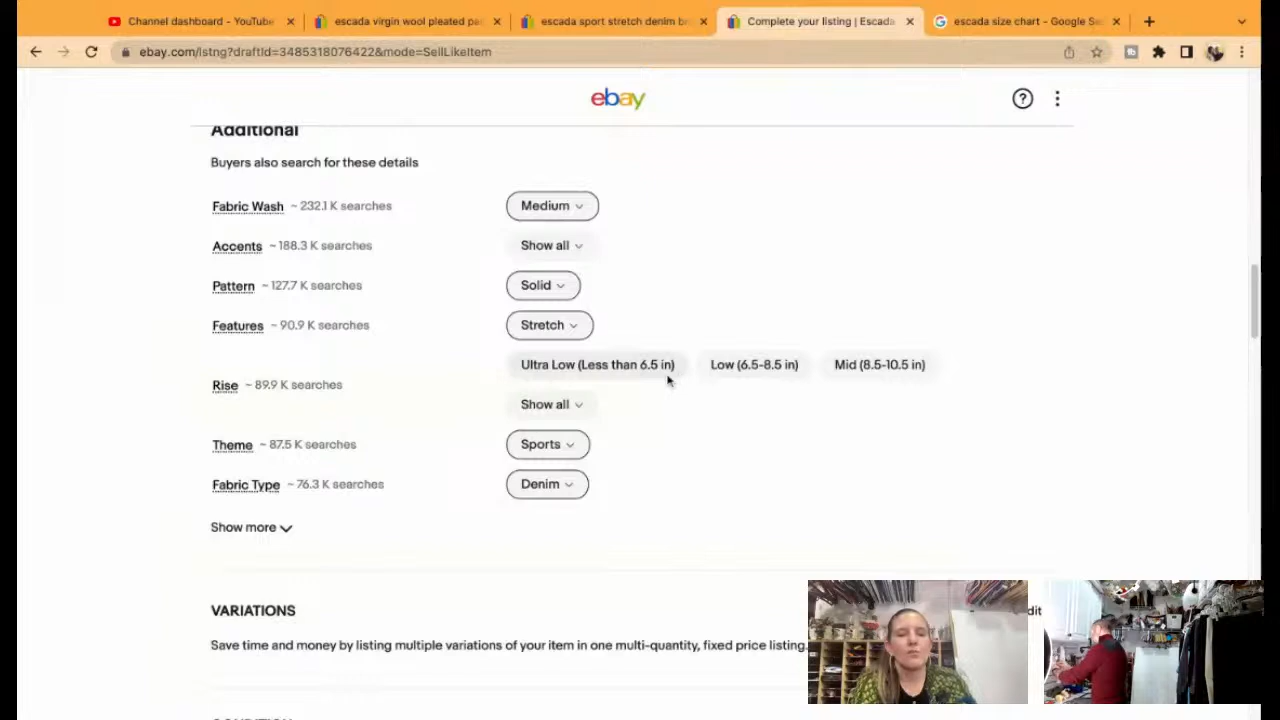 Channel dashboard - YouTube
escada virgin wool pleated pa
escada sport stretch denim br
Complete your listing | Escada
escada size chart - Google Se
ebay.com/lstng?draftId=3485318076422&mode=SellLikeItem
ebay
Additional
Buyers also search for these details
Fabric Wash ~ 232.1 K searches Medium
Accents ~ 188.3 K searches Show all
Pattern ~ 127.7 K searches Solid
Features ~ 90.9 K searches Stretch
Ultra Low (Less than 6.5 in) Low (6.5-8.5 in) Mid (8.5-10.5 in)
Rise ~ 89.9 K searches
Show all
Theme ~ 87.5 K searches Sports
Fabric Type ~ 76.3 K searches Denim
Show more
VARIATIONS
dit
Save time and money by listing multiple variations of your item in one multi-quantity, fixed price listing.